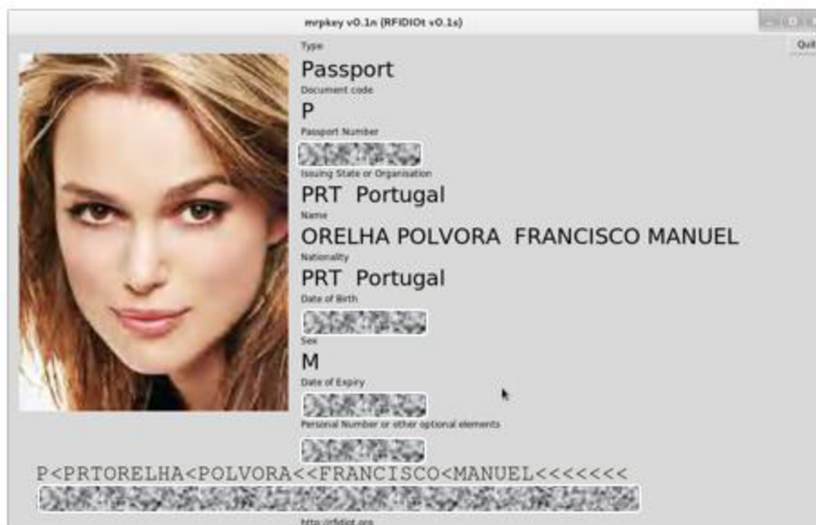 mrpkey v0.1n (RFIDIOt v0.1s)
Quit
Type
Passport
Document code
P
Passport Number
Issuing State or Organisation
PRT Portugal
Name
ORELHA POLVORA FRANCISCO MANUEL
Nationality
PRT Portugal
Date of Birth
Sex
M
Date of Expiry
Personal Number or other optional elements
P<PRTORELHA<POLVORA<<FRANCISCO<MANUEL<<<<<<<
http://rfidiot.org